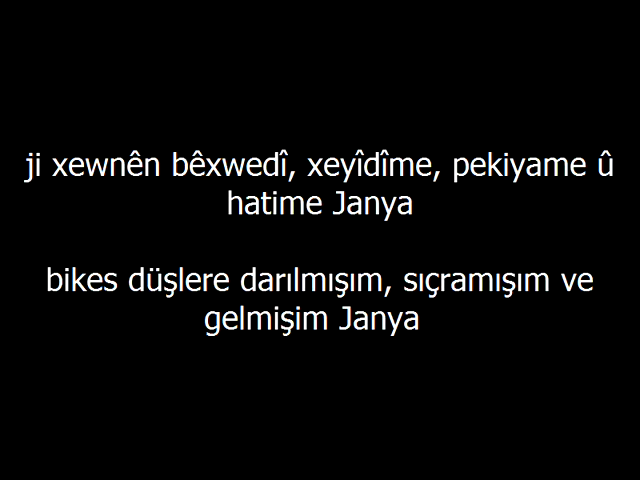 ji xewnên bêxwedî, xeyîdîme, pekiyame û
hatime Janya
bikes düşlere darılmışım, sıçramışım ve
gelmişim Janya